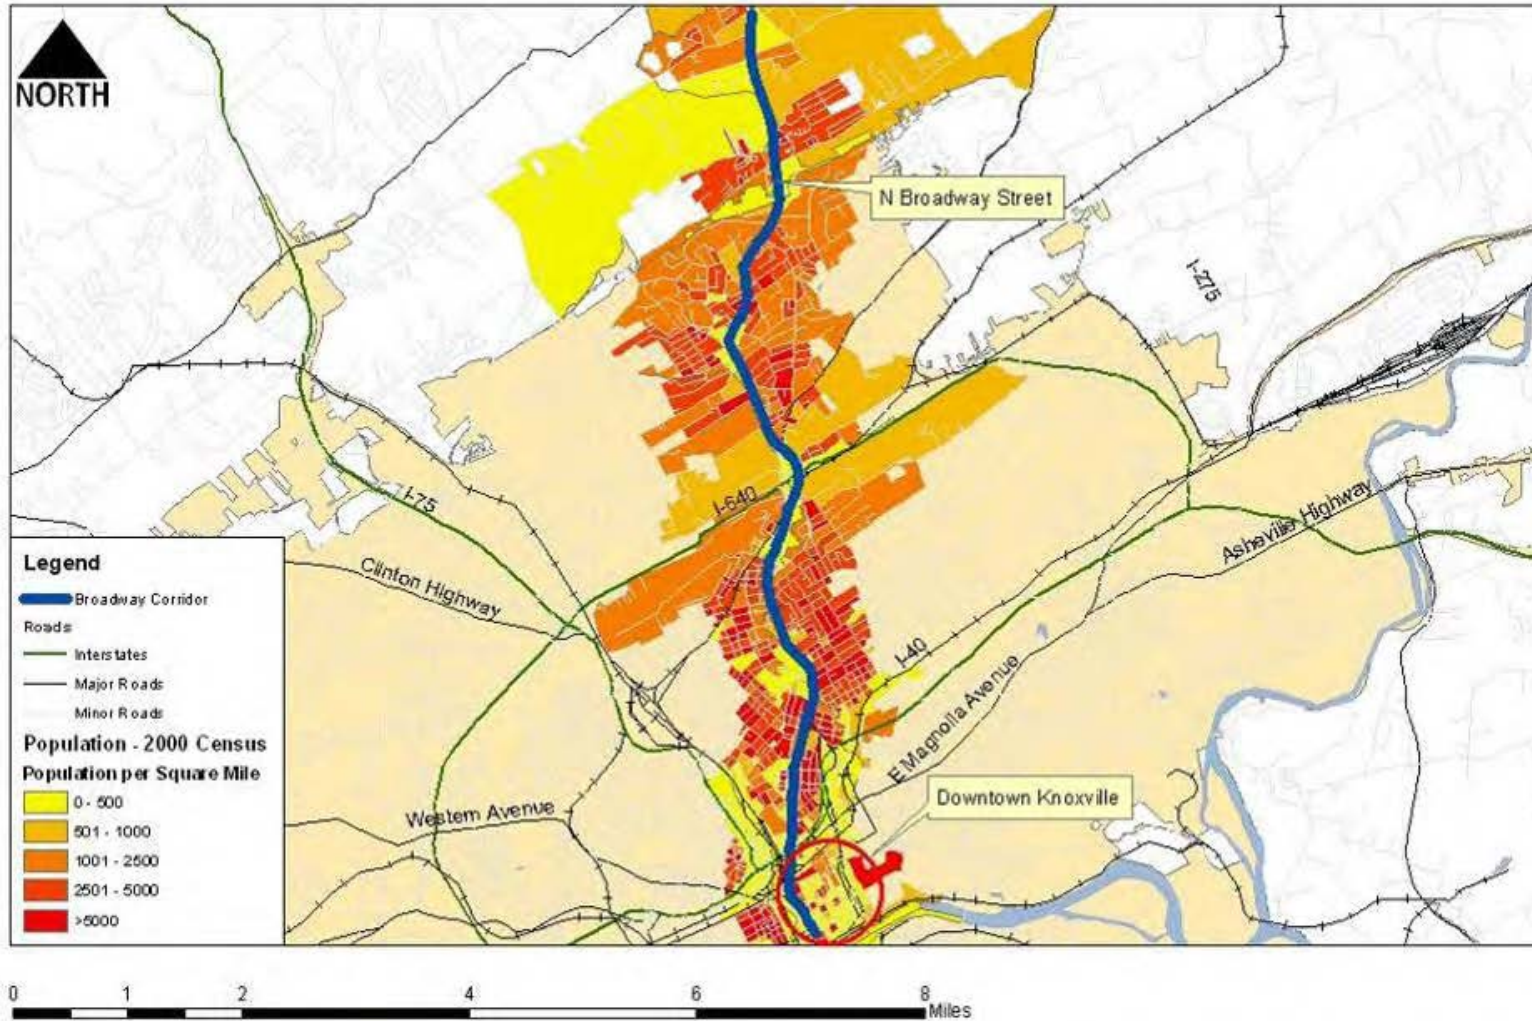 NORTH
N Broadway Street
I-275
I-75
I-640
Clinton Highway
Asheville Highway
I-40
E Magnolia Avenue
Western Avenue
Downtown Knoxville
Legend
Broadway Corridor
Roads
Interstates
Major Roads
Minor Roads
Population - 2000 Census
Population per Square Mile
0 - 500
501 - 1000
1001 - 2500
2501 - 5000
>5000
0 1 2 4 6 8
Miles